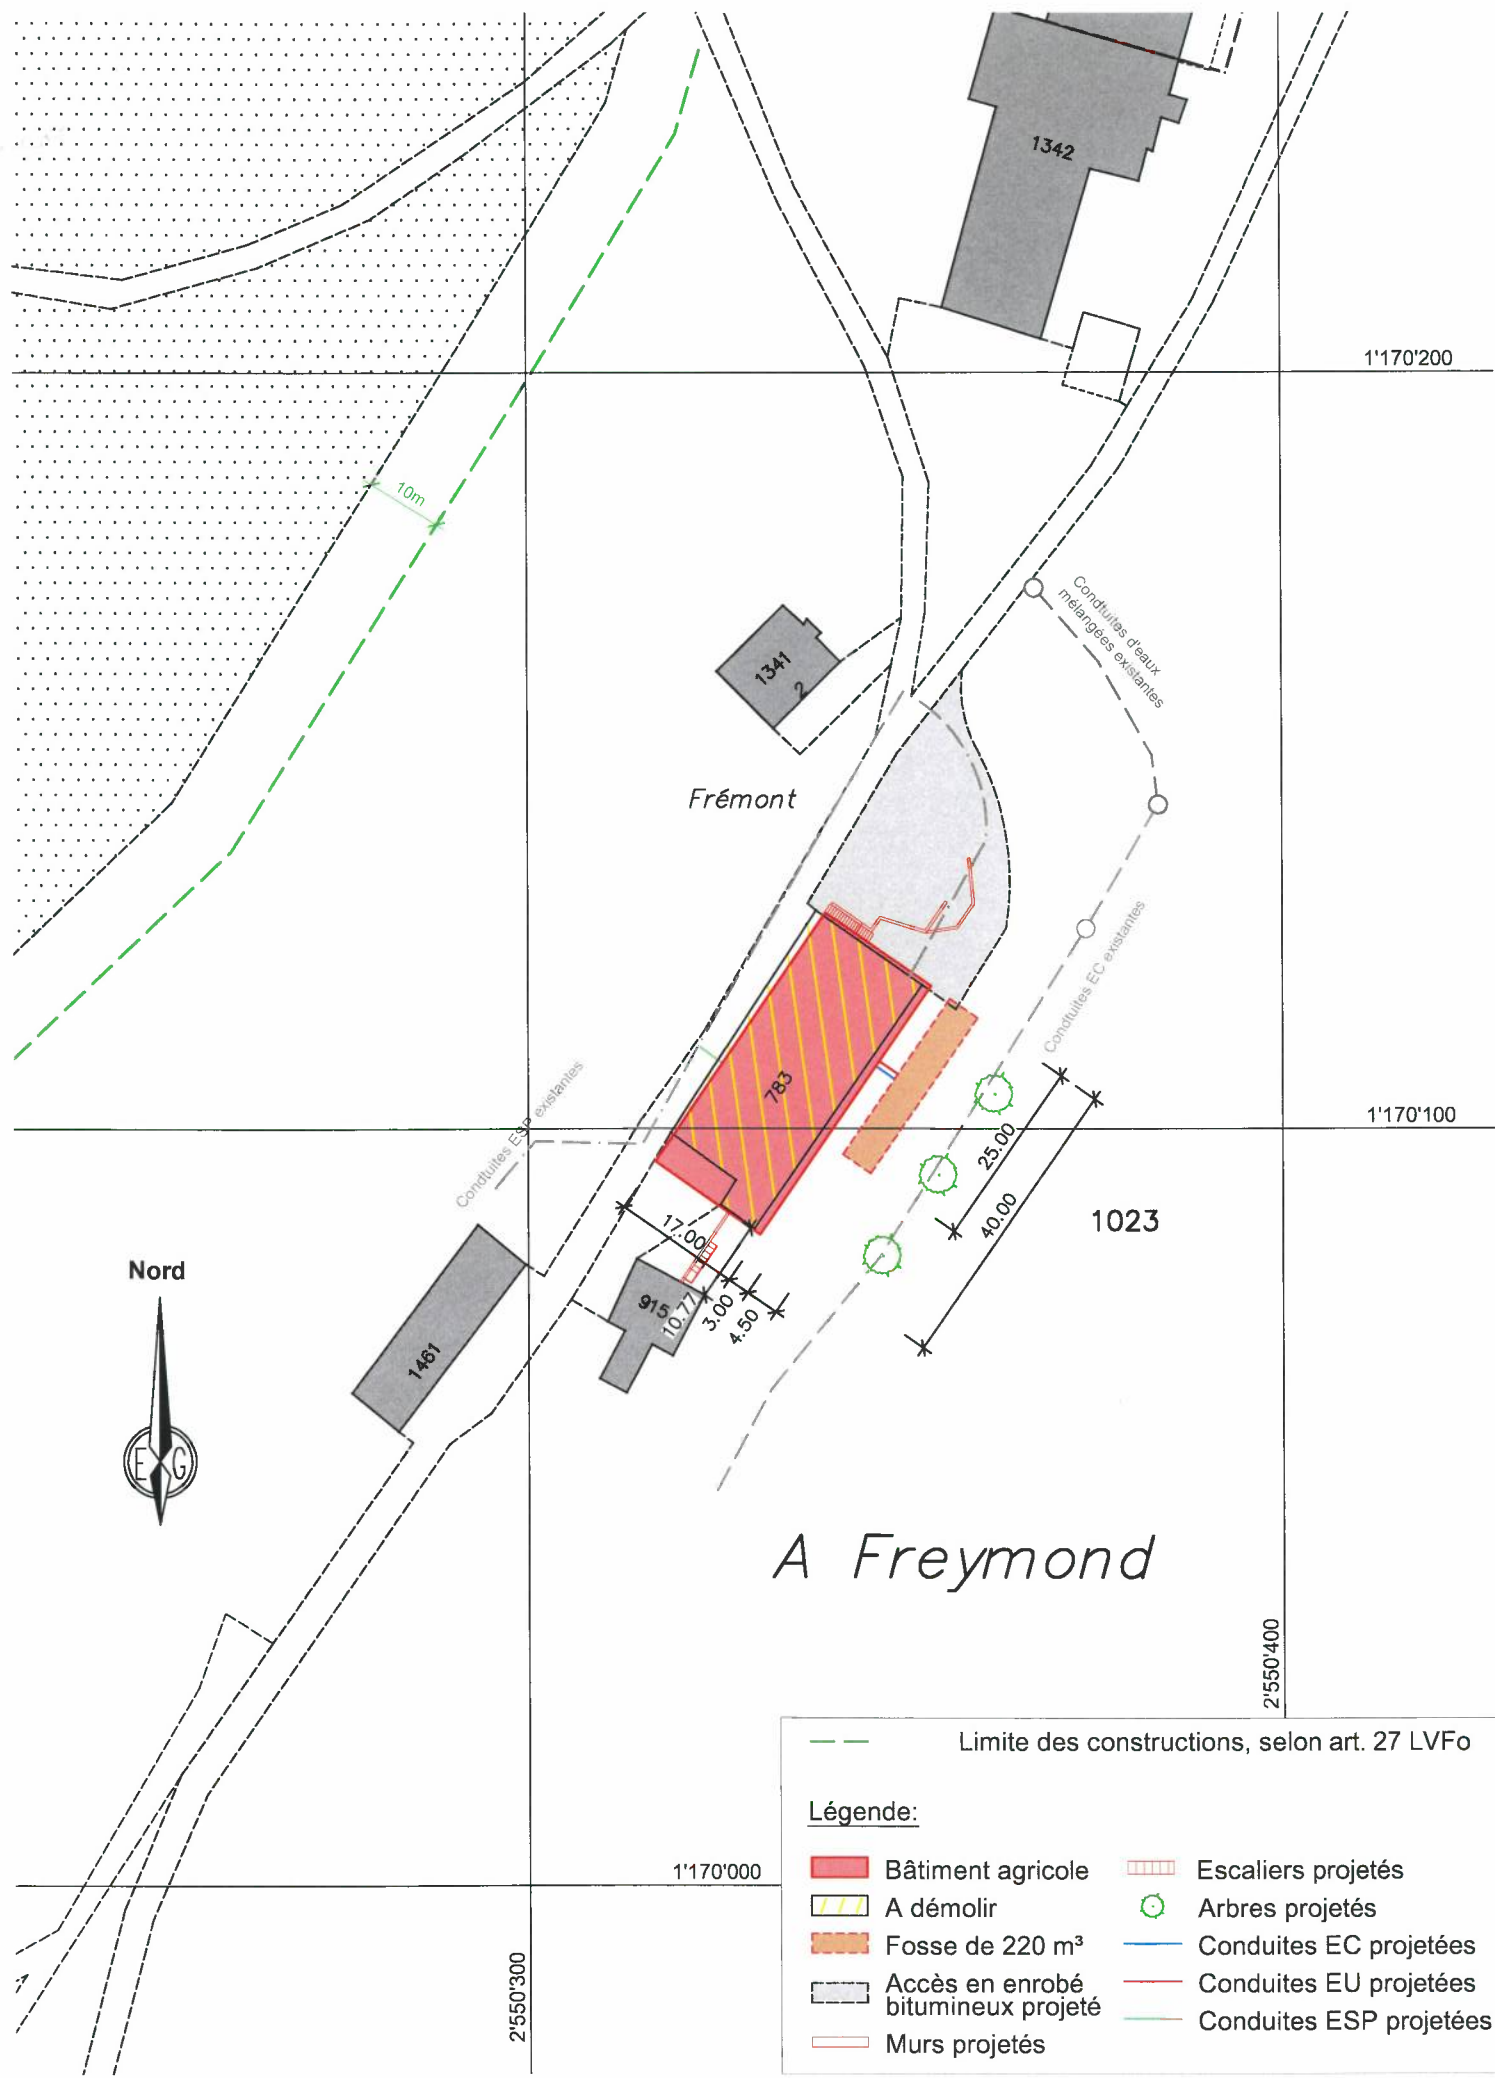 1342
1'170'200
10m
Condtuites d'eaux
mélangées existantes
1341
2
Frémont
Condtuites EC existantes
783
Condtuites ESP existantes
1'170'100
25.00
40.00
1023
17.00
10.77
3.00
4.50
915
1461
Nord
E G
A Freymond
2'550'400
1'170'000
2'550'300
Limite des constructions, selon art. 27 LVFo
Légende:
Bâtiment agricole
A démolir
Fosse de 220 m³
Accès en enrobé
bitumineux projeté
Murs projetés
Escaliers projetés
Arbres projetés
Conduites EC projetées
Conduites EU projetées
Conduites ESP projetées